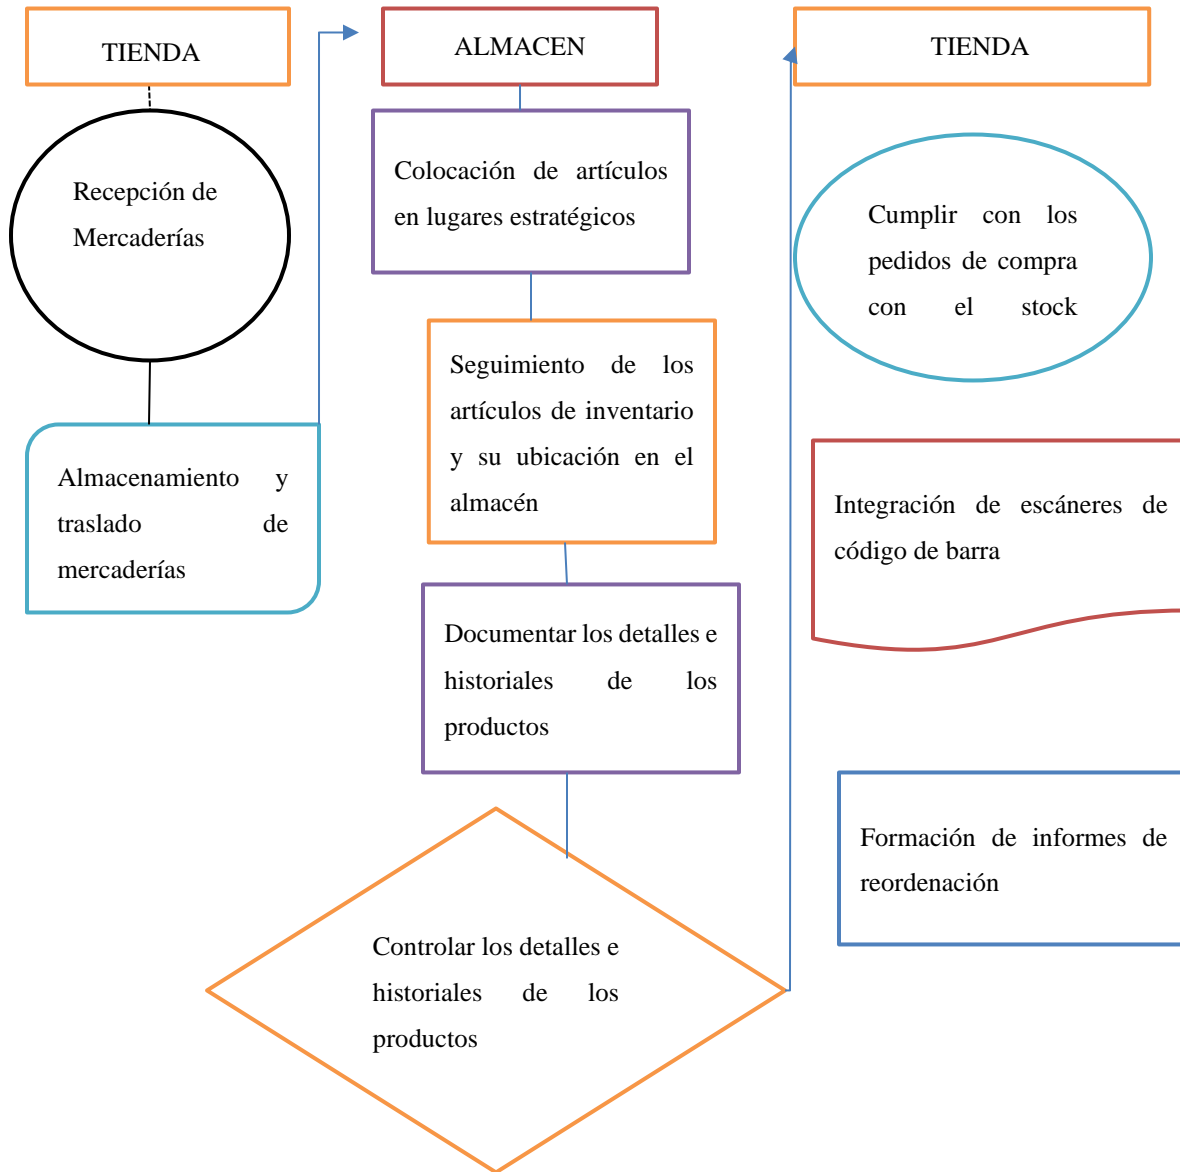 TIENDA
Recepción de
Mercaderías
Almacenamiento y
traslado de
mercaderías
ALMACEN
Colocación de artículos
en lugares estratégicos
Seguimiento de los
artículos de inventario
y su ubicación en el
almacén
Documentar los detalles e
historiales de los
productos
Controlar los detalles e
historiales de los
productos
TIENDA
Cumplir con los
pedidos de compra
con el stock
Integración de escáneres de
código de barra
Formación de informes de
reordenación